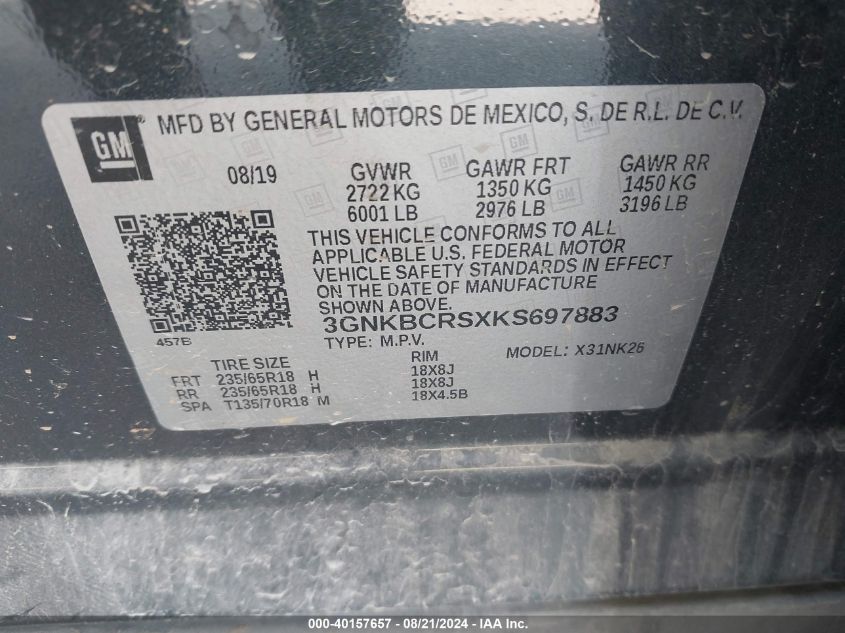 GM
MFD BY GENERAL MOTORS DE MEXICO, S. DE R.L. DE C.V.
08/19 GVWR GAWR FRT GAWR RR
2722 KG 1350 KG 1450 KG
6001 LB 2976 LB 3196 LB
THIS VEHICLE CONFORMS TO ALL
APPLICABLE U.S. FEDERAL MOTOR
VEHICLE SAFETY STANDARDS IN EFFECT
ON THE DATE OF MANUFACTURE
SHOWN ABOVE.
457B
3GNKBCRSXKS697883
TYPE: M.P.V. MODEL: X31NK26
TIRE SIZE RIM
FRT 235/65R18 H 18X8J
RR 235/65R18 H 18X8J
SPA T135/70R18 M 18X4.5B
000-40157657 - 08/21/2024 - IAA Inc.